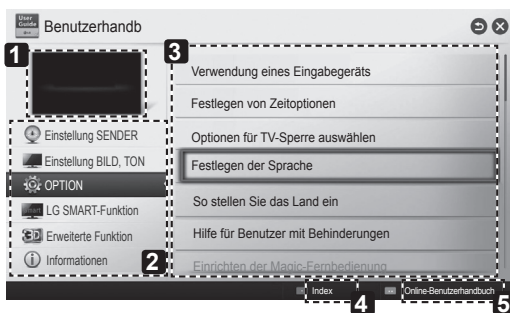 User
Guide
Benutzerhandb
1
3
Verwendung eines Eingabegeräts
Festlegen von Zeitoptionen
Optionen für TV-Sperre auswählen
Festlegen der Sprache
So stellen Sie das Land ein
Hilfe für Benutzer mit Behinderungen
Einrichten der Magic-Fernbedienung
Einstellung SENDER
Einstellung BILD, TON
OPTION
smart LG SMART-Funktion
3D Erweiterte Funktion
i Informationen
2
Index
4
Online-Benutzerhandbuch
5